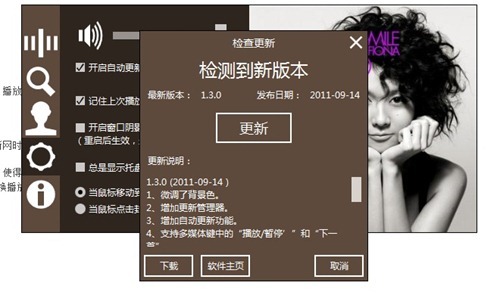 检查更新
检测到新版本
最新版本： 1.3.0 发布日期： 2011-09-14
更新
更新说明：
1.3.0 (2011-09-14 )
1、微调了背景色。
2、增加更新管理器。
3、增加自动更新功能。
4、支持多媒体键中的“播放/暂停’ ”和“下一
首”
下载
软件主页
取消
开启自动更新
记住上次播放
开启窗口阴影
（重启后生效，
总是显示托盘
当鼠标移动到
当鼠标点击封
播放
网时
使得
换播放
MILE